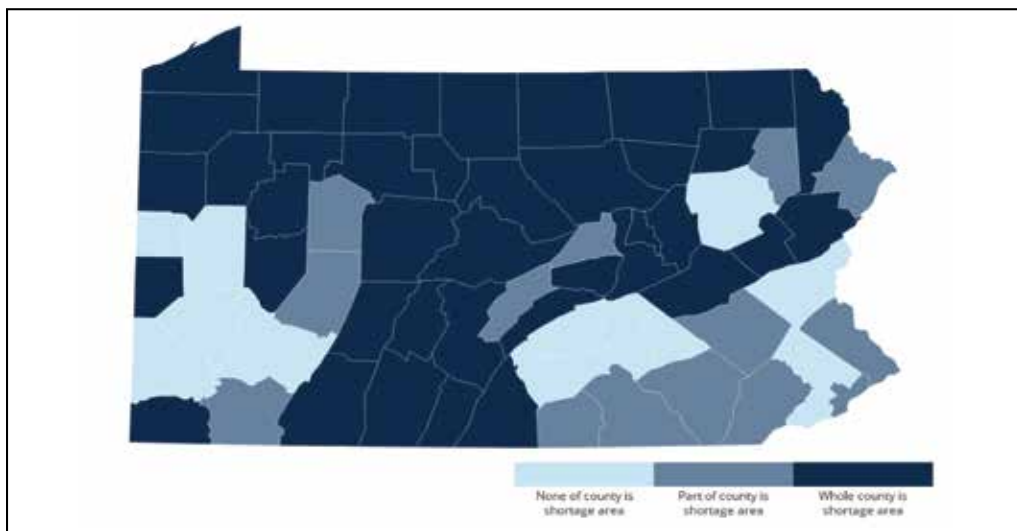 None of county is
shortage area
Part of county is
shortage area
Whole county is
shortage area